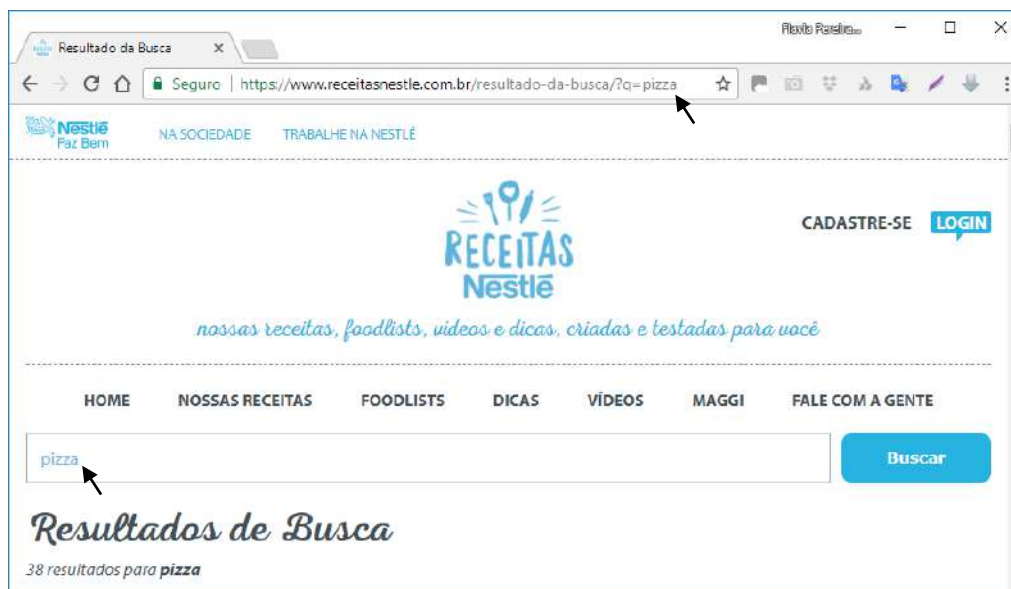 Resultado da Busca
Seguro | https://www.receitasnestle.com.br/resultado-da-busca/?q=pizza
Nestlé
Faz Bem
NA SOCIEDADE TRABALHE NA NESTLÉ
RECEITAS
Nestlé
CADASTRE-SE LOGIN
nossas receitas, foodlists, vídeos e dicas, criadas e testadas para você
HOME NOSSAS RECEITAS FOODLISTS DICAS VÍDEOS MAGGI FALE COM A GENTE
pizza Buscar
Resultados de Busca
38 resultados para pizza